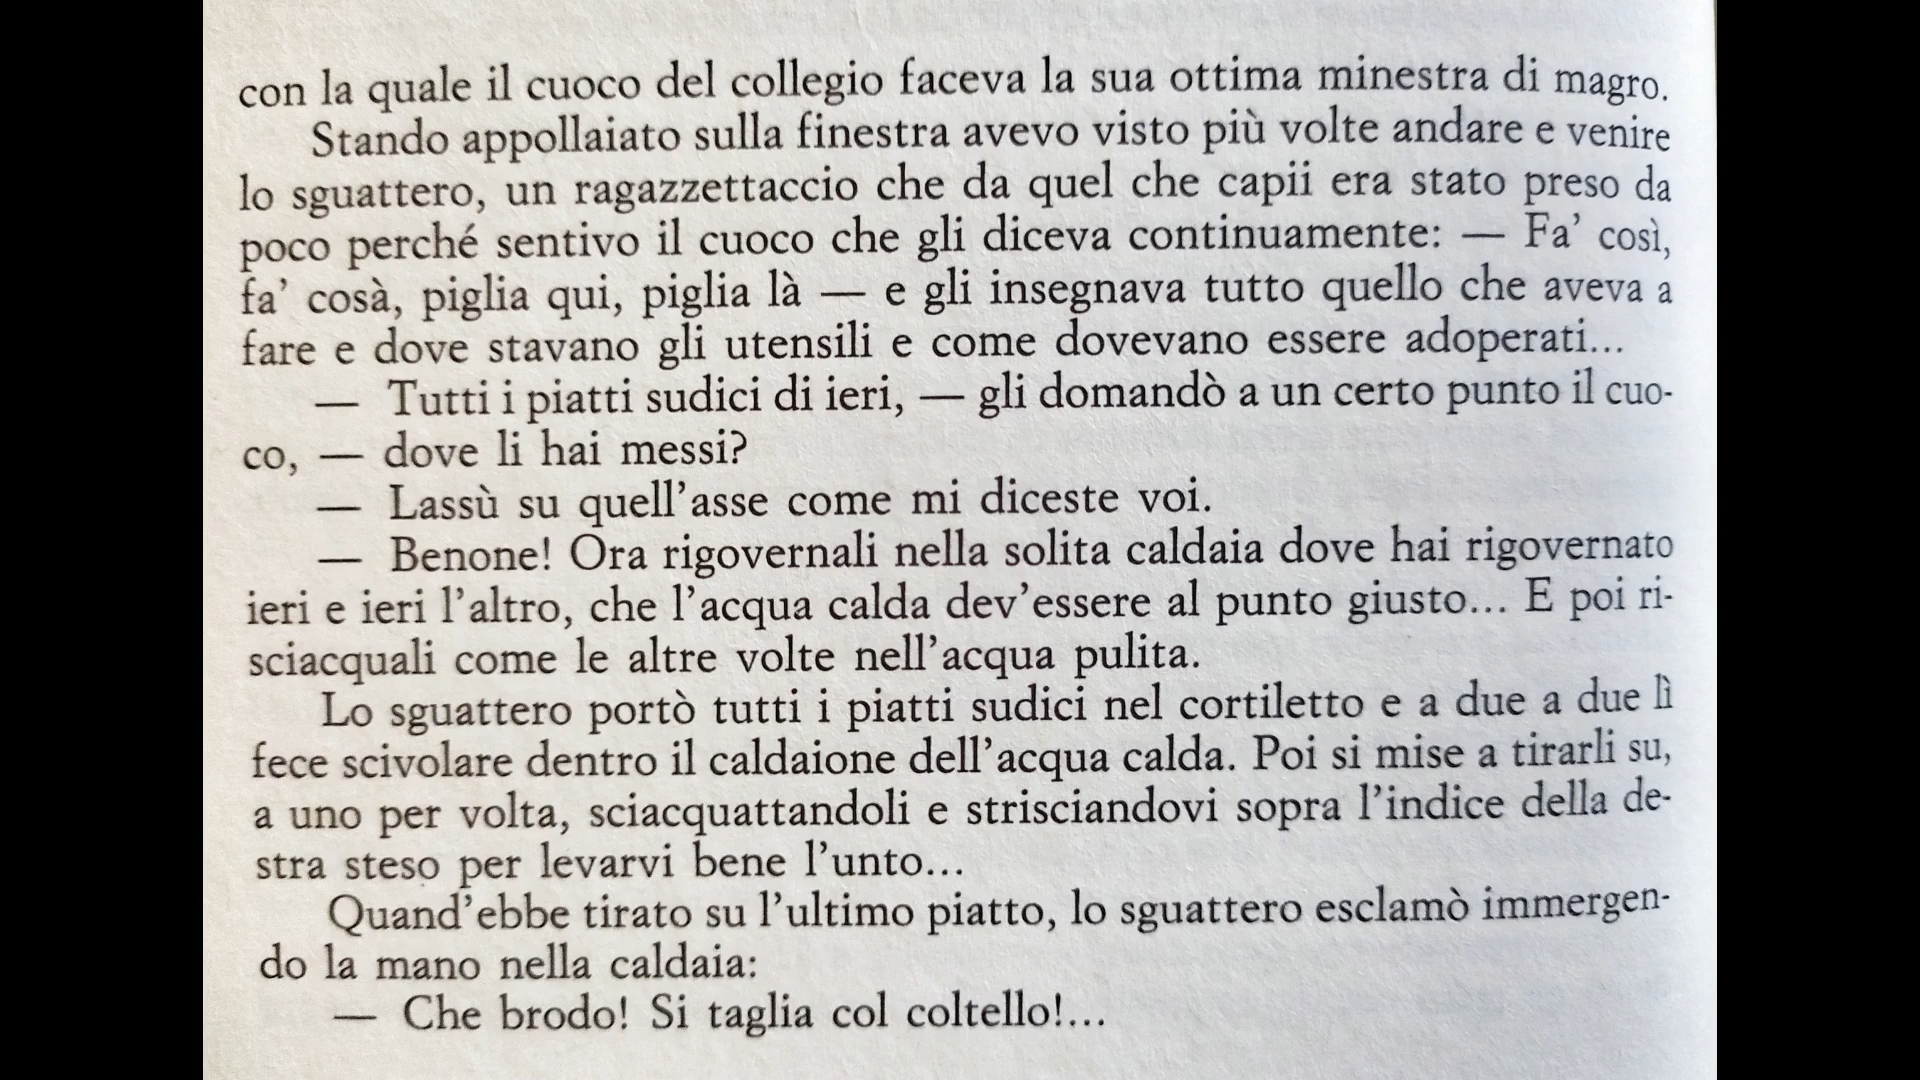 con la quale il cuoco del collegio faceva la sua ottima minestra di magro.
Stando appollaiato sulla finestra avevo visto più volte andare e venire
lo sguattero, un ragazzettaccio che da quel che capii era stato preso da
poco perché sentivo il cuoco che gli diceva continuamente: — Fa’ così,
fa’ cosà, piglia qui, piglia là — e gli insegnava tutto quello che aveva a
fare e dove stavano gli utensili e come dovevano essere adoperati...
— Tutti i piatti sudici di ieri, — gli domandò a un certo punto il cuo-
co, — dove li hai messi?
— Lassù su quell’asse come mi diceste voi.
— Benone! Ora rigovernali nella solita caldaia dove hai rigovernato
ieri e ieri l’altro, che l’acqua calda dev’essere al punto giusto... E poi ri-
sciacquali come le altre volte nell’acqua pulita.
Lo sguattero portò tutti i piatti sudici nel cortiletto e a due a due lì
fece scivolare dentro il caldaione dell’acqua calda. Poi si mise a tirarli su,
a uno per volta, sciacquattandoli e strisciandovi sopra l’indice della de-
stra steso per levarvi bene l’unto...
Quand’ebbe tirato su l’ultimo piatto, lo sguattero esclamò immergen-
do la mano nella caldaia:
— Che brodo! Si taglia col coltello!...